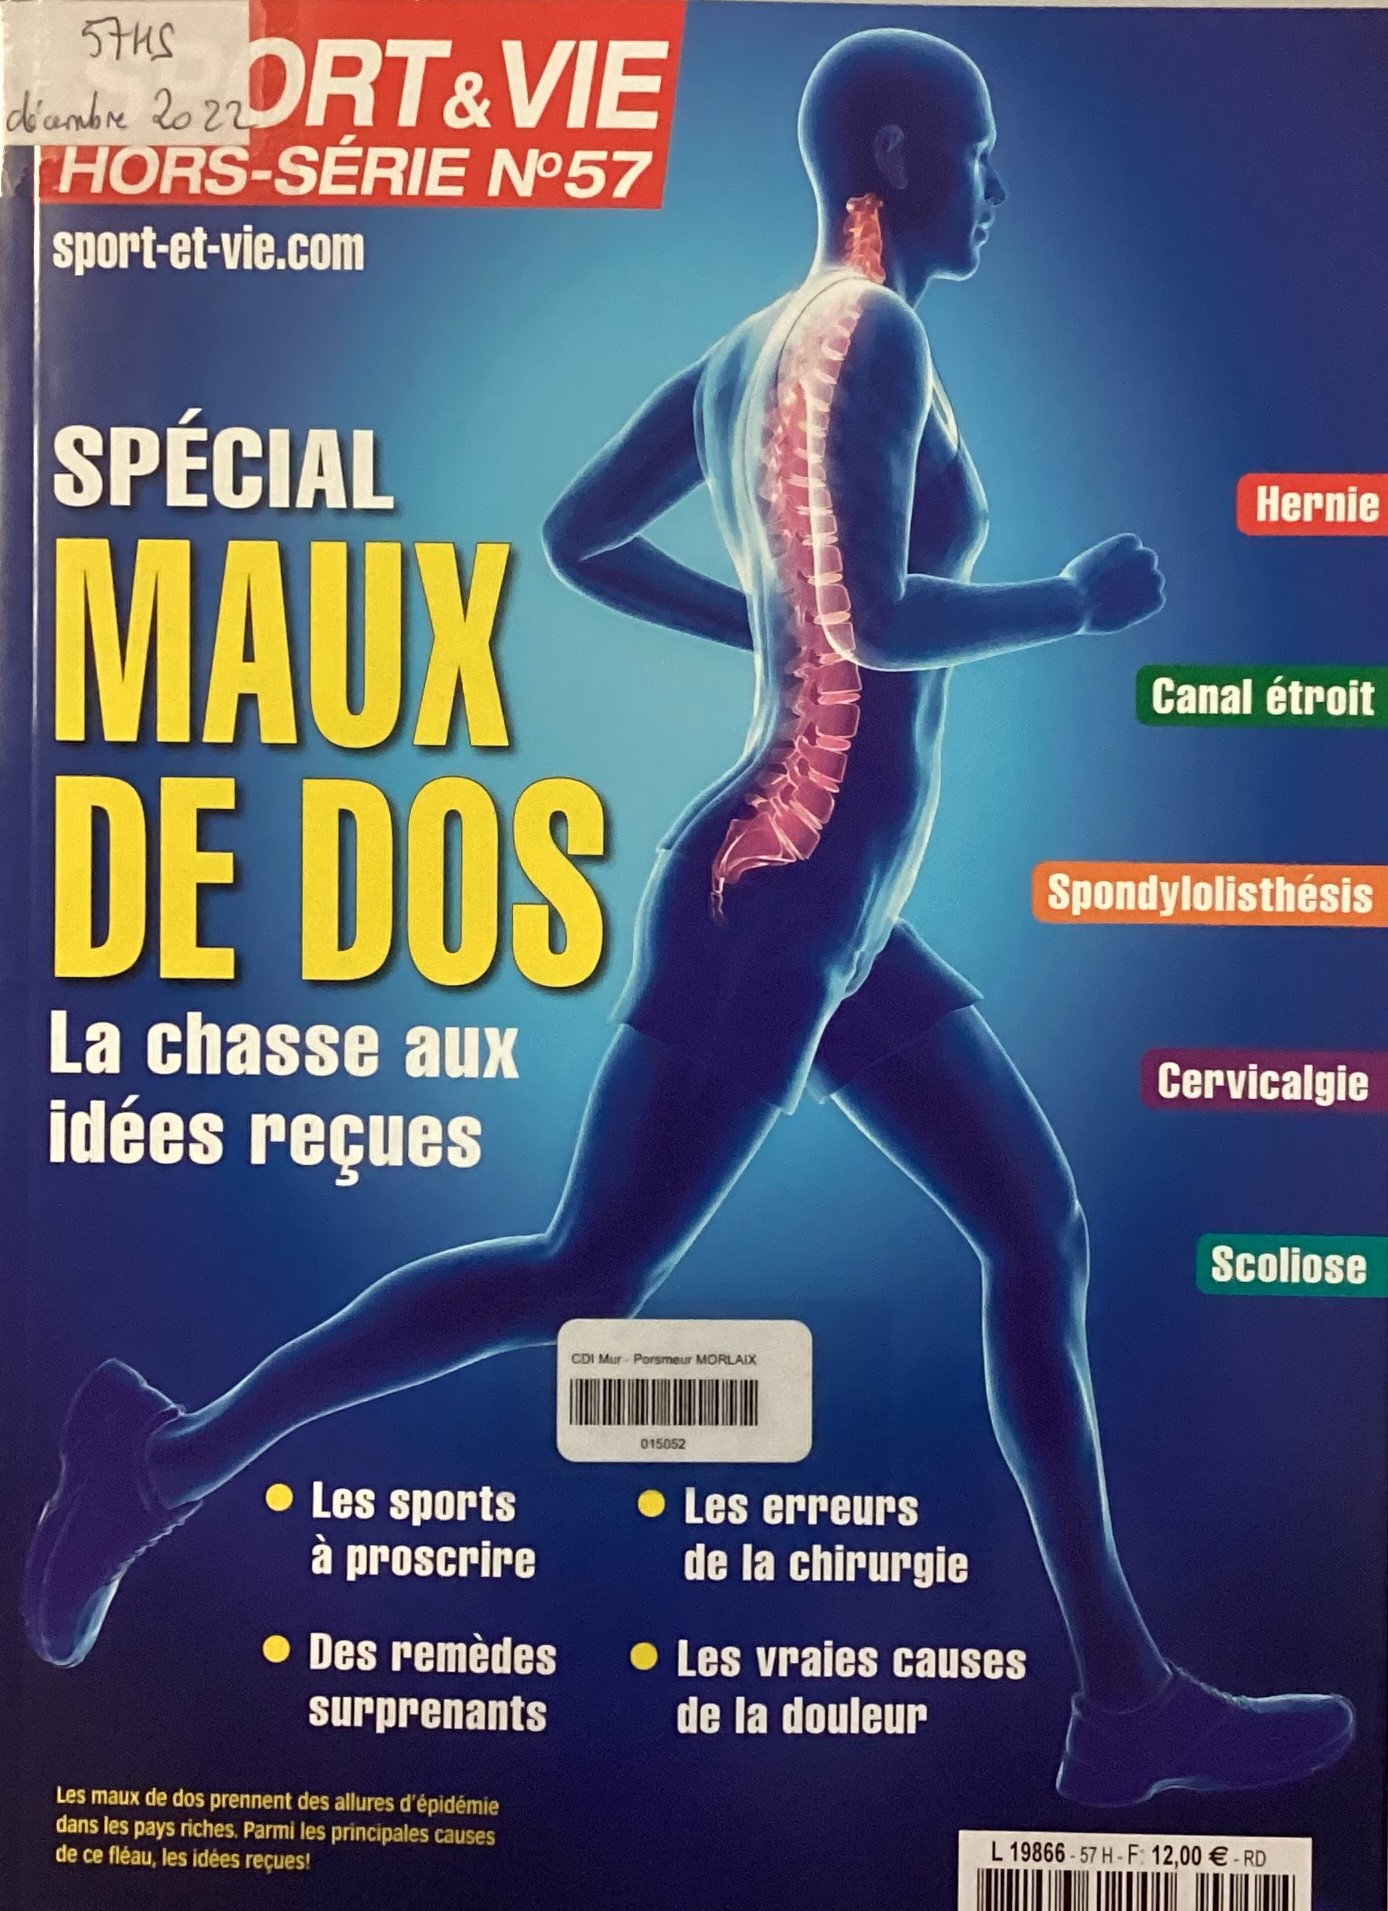 57HS
décembre 2022
SPORT&VIE
HORS-SÉRIE Nº57
sport-et-vie.com
SPÉCIAL
MAUX
DE DOS
La chasse aux
idées reçues
Hernie
Canal étroit
Spondylolisthésis
Cervicalgie
Scoliose
CDI Mur - Porsmeur MORLAIX
015052
Les sports
à proscrire
Les erreurs
de la chirurgie
Des remèdes
surprenants
Les vraies causes
de la douleur
Les maux de dos prennent des allures d'épidémie
dans les pays riches. Parmi les principales causes
de ce fléau, les idées reçues!
L 19866 - 57 H - F: 12,00 € - RD